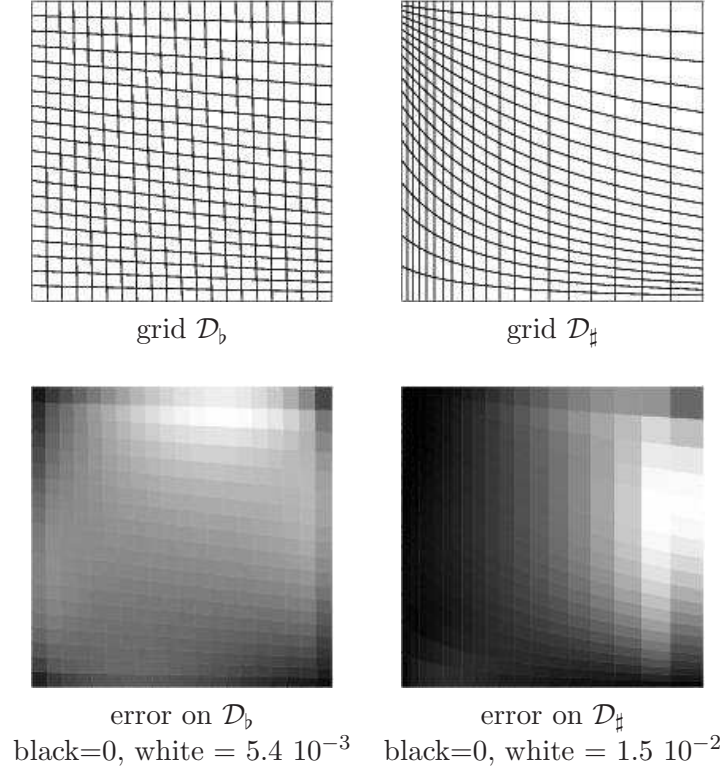 grid 𝒟♭
grid 𝒟♯
error on 𝒟♭
black=0, white = 5.4 10⁻³
error on 𝒟♯
black=0, white = 1.5 10⁻²